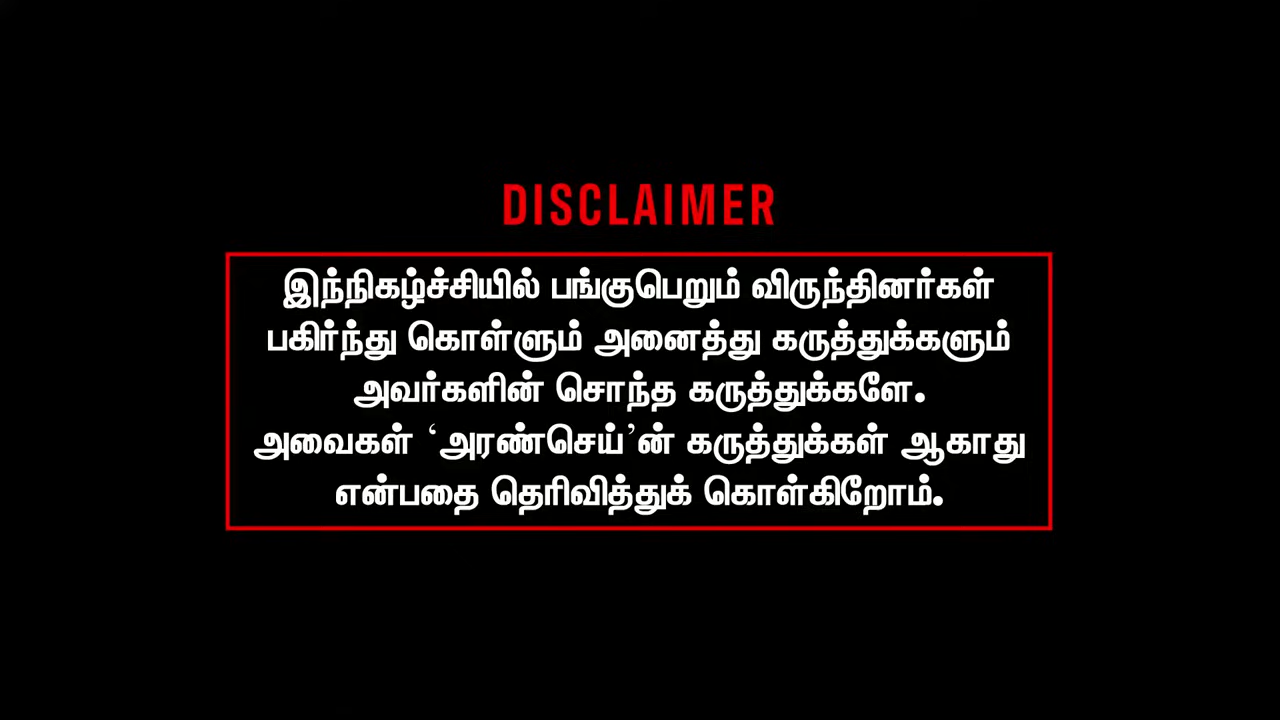 DISCLAIMER
இந்நிகழ்ச்சியில் பங்குபெறும் விருந்தினர்கள்
பகிர்ந்து கொள்ளும் அனைத்து கருத்துக்களும்
அவர்களின் சொந்த கருத்துக்களே.
அவைகள் ‘அரண்செய்’ன் கருத்துக்கள் ஆகாது
என்பதை தெரிவித்துக் கொள்கிறோம்.